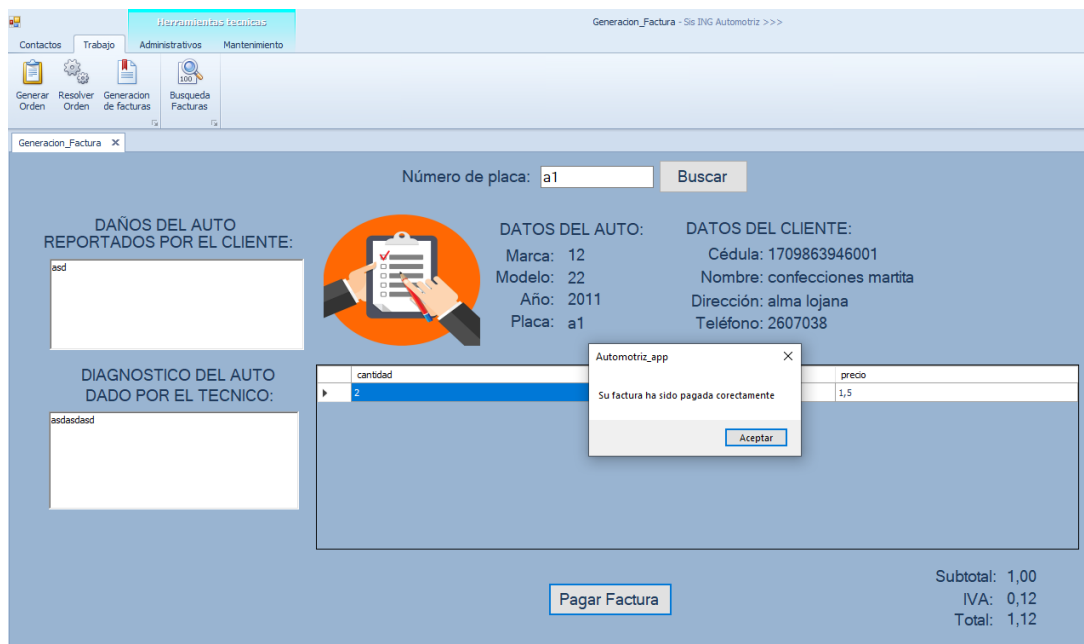 Herramientas tecnicas
Generacion_Factura - Sis ING Automotriz >>>
Contactos Trabajo Administrativos Mantenimiento
Generar Orden
Resolver Orden
Generacion de facturas
100
Busqueda Facturas
Generacion_Factura X
Número de placa: a1 Buscar
DAÑOS DEL AUTO
REPORTADOS POR EL CLIENTE:
asd
DATOS DEL AUTO:
Marca: 12
Modelo: 22
Año: 2011
Placa: a1
DATOS DEL CLIENTE:
Cédula: 1709863946001
Nombre: confecciones martita
Dirección: alma lojana
Teléfono: 2607038
DIAGNOSTICO DEL AUTO
DADO POR EL TECNICO:
asdasdasd
cantidad precio
2 1,5
Automotriz_app
Su factura ha sido pagada corectamente
Aceptar
Pagar Factura
Subtotal: 1,00
IVA: 0,12
Total: 1,12